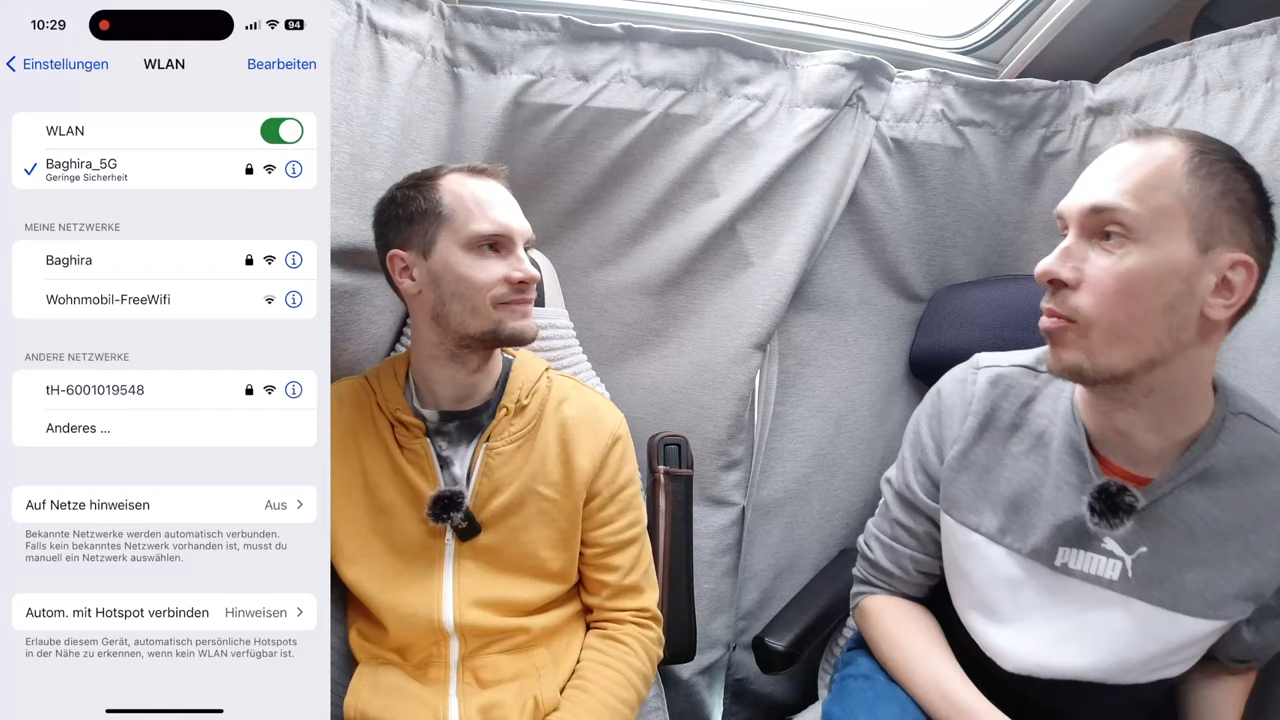 10:29
94
Einstellungen
WLAN
Bearbeiten
WLAN
Baghira_5G
Geringe Sicherheit
MEINE NETZWERKE
Baghira
Wohnmobil-FreeWifi
ANDERE NETZWERKE
tH-6001019548
Anderes ...
Auf Netze hinweisen
Aus
Bekannte Netzwerke werden automatisch verbunden.
Falls kein bekanntes Netzwerk vorhanden ist, musst du
manuell ein Netzwerk auswählen.
Autom. mit Hotspot verbinden
Hinweisen
Erlaube diesem Gerät, automatisch persönliche Hotspots
in der Nähe zu erkennen, wenn kein WLAN verfügbar ist.
PUMA